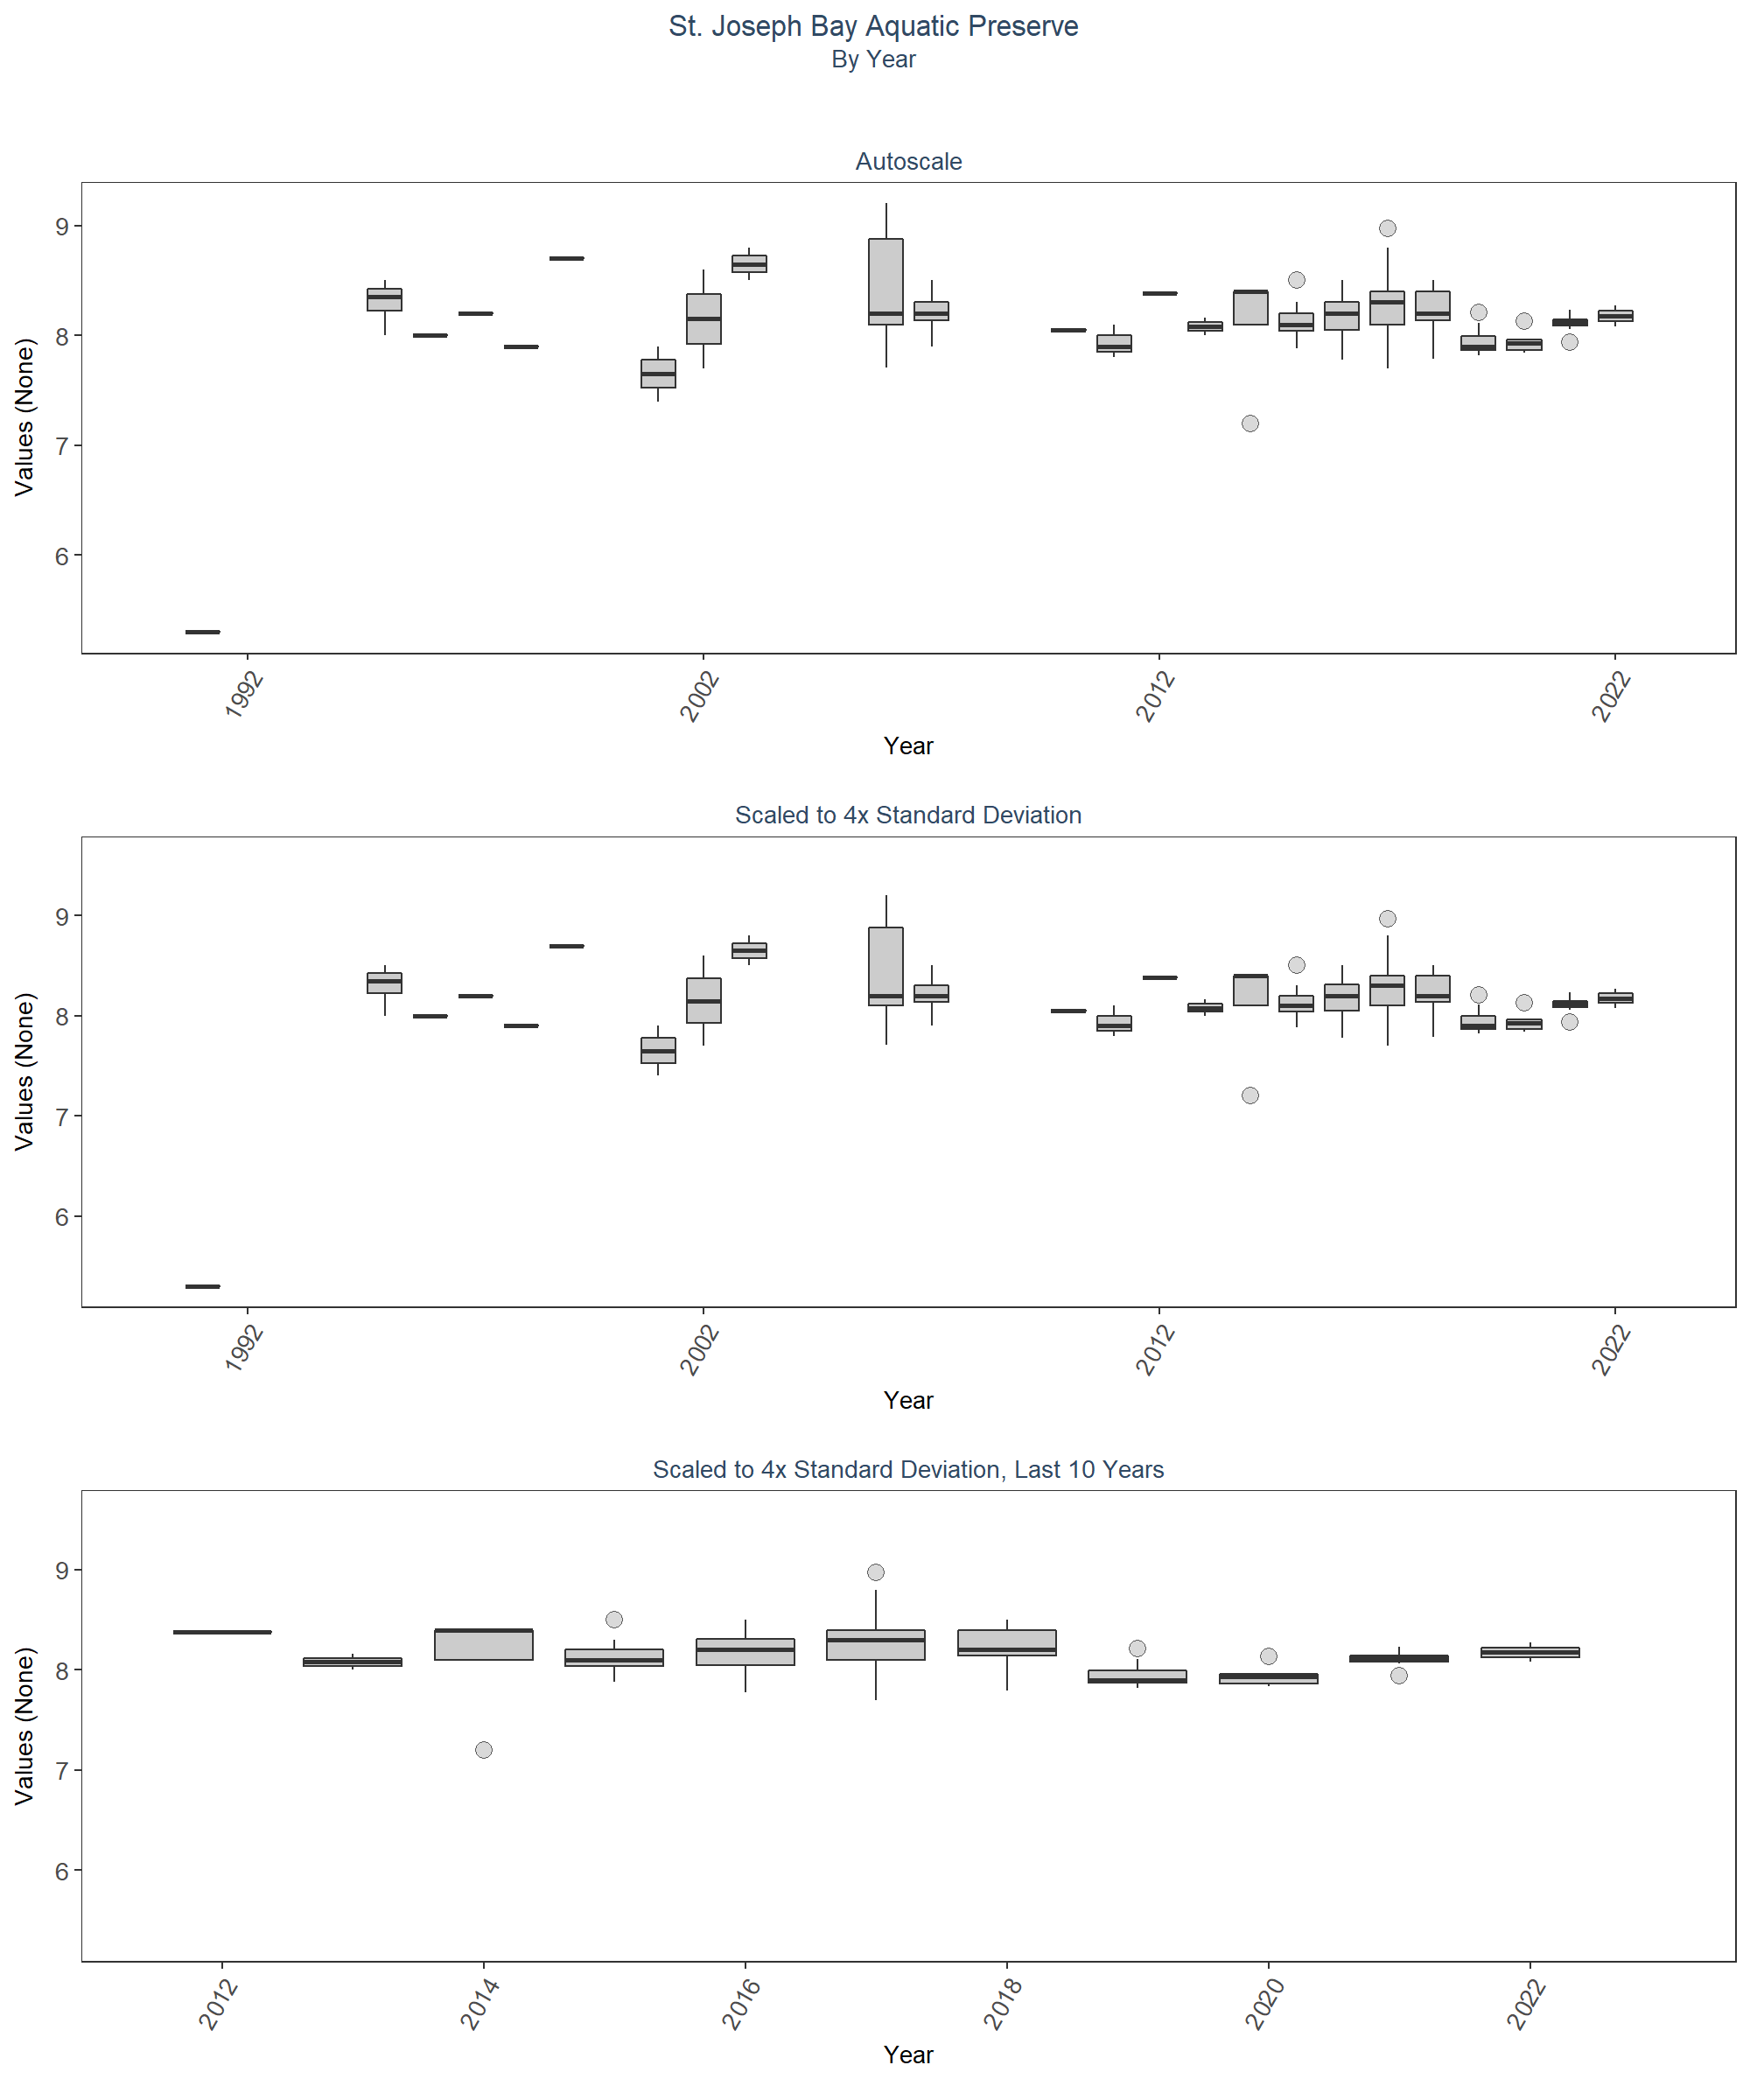 St. Joseph Bay Aquatic Preserve
By Year
Autoscale
Values (None)
9
8
7
6
1992 2002 2012 2022
Year
Scaled to 4x Standard Deviation
Values (None)
9
8
7
6
1992 2002 2012 2022
Year
Scaled to 4x Standard Deviation, Last 10 Years
Values (None)
9
8
7
6
2012 2014 2016 2018 2020 2022
Year